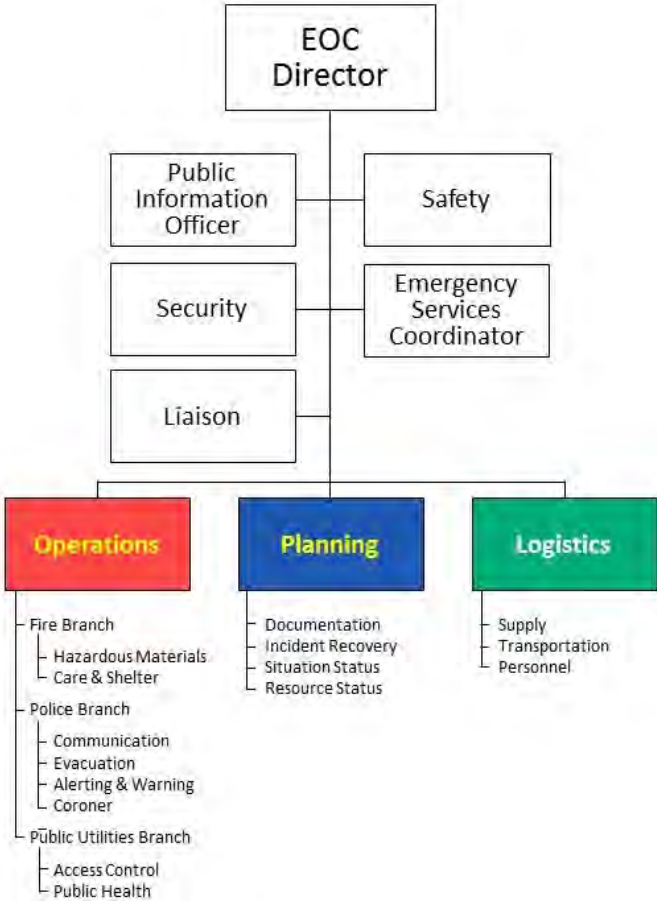 EOC
Director
Public
Information
Officer
Safety
Security
Emergency
Services
Coordinator
Liaison
Operations
Planning
Logistics
Fire Branch
Hazardous Materials
Care & Shelter
Police Branch
Communication
Evacuation
Alerting & Warning
Coroner
Public Utilities Branch
Access Control
Public Health
Documentation
Incident Recovery
Situation Status
Resource Status
Supply
Transportation
Personnel